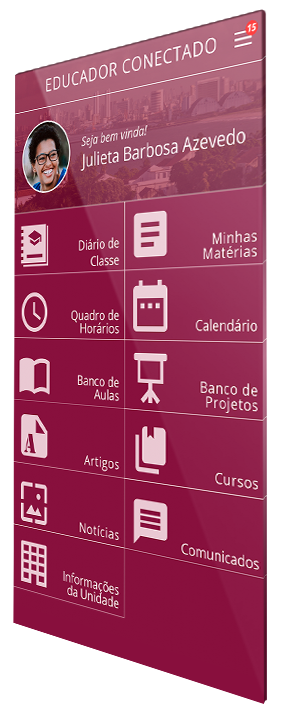 EDUCADOR CONECTADO
15
Seja bem vinda!
Julieta Barbosa Azevedo
Diário de
Classe
Minhas
Matérias
Quadro de
Horários
Calendário
Banco de
Aulas
Banco de
Projetos
A
Artigos
Cursos
Notícias
Comunicados
Informações
da Unidade